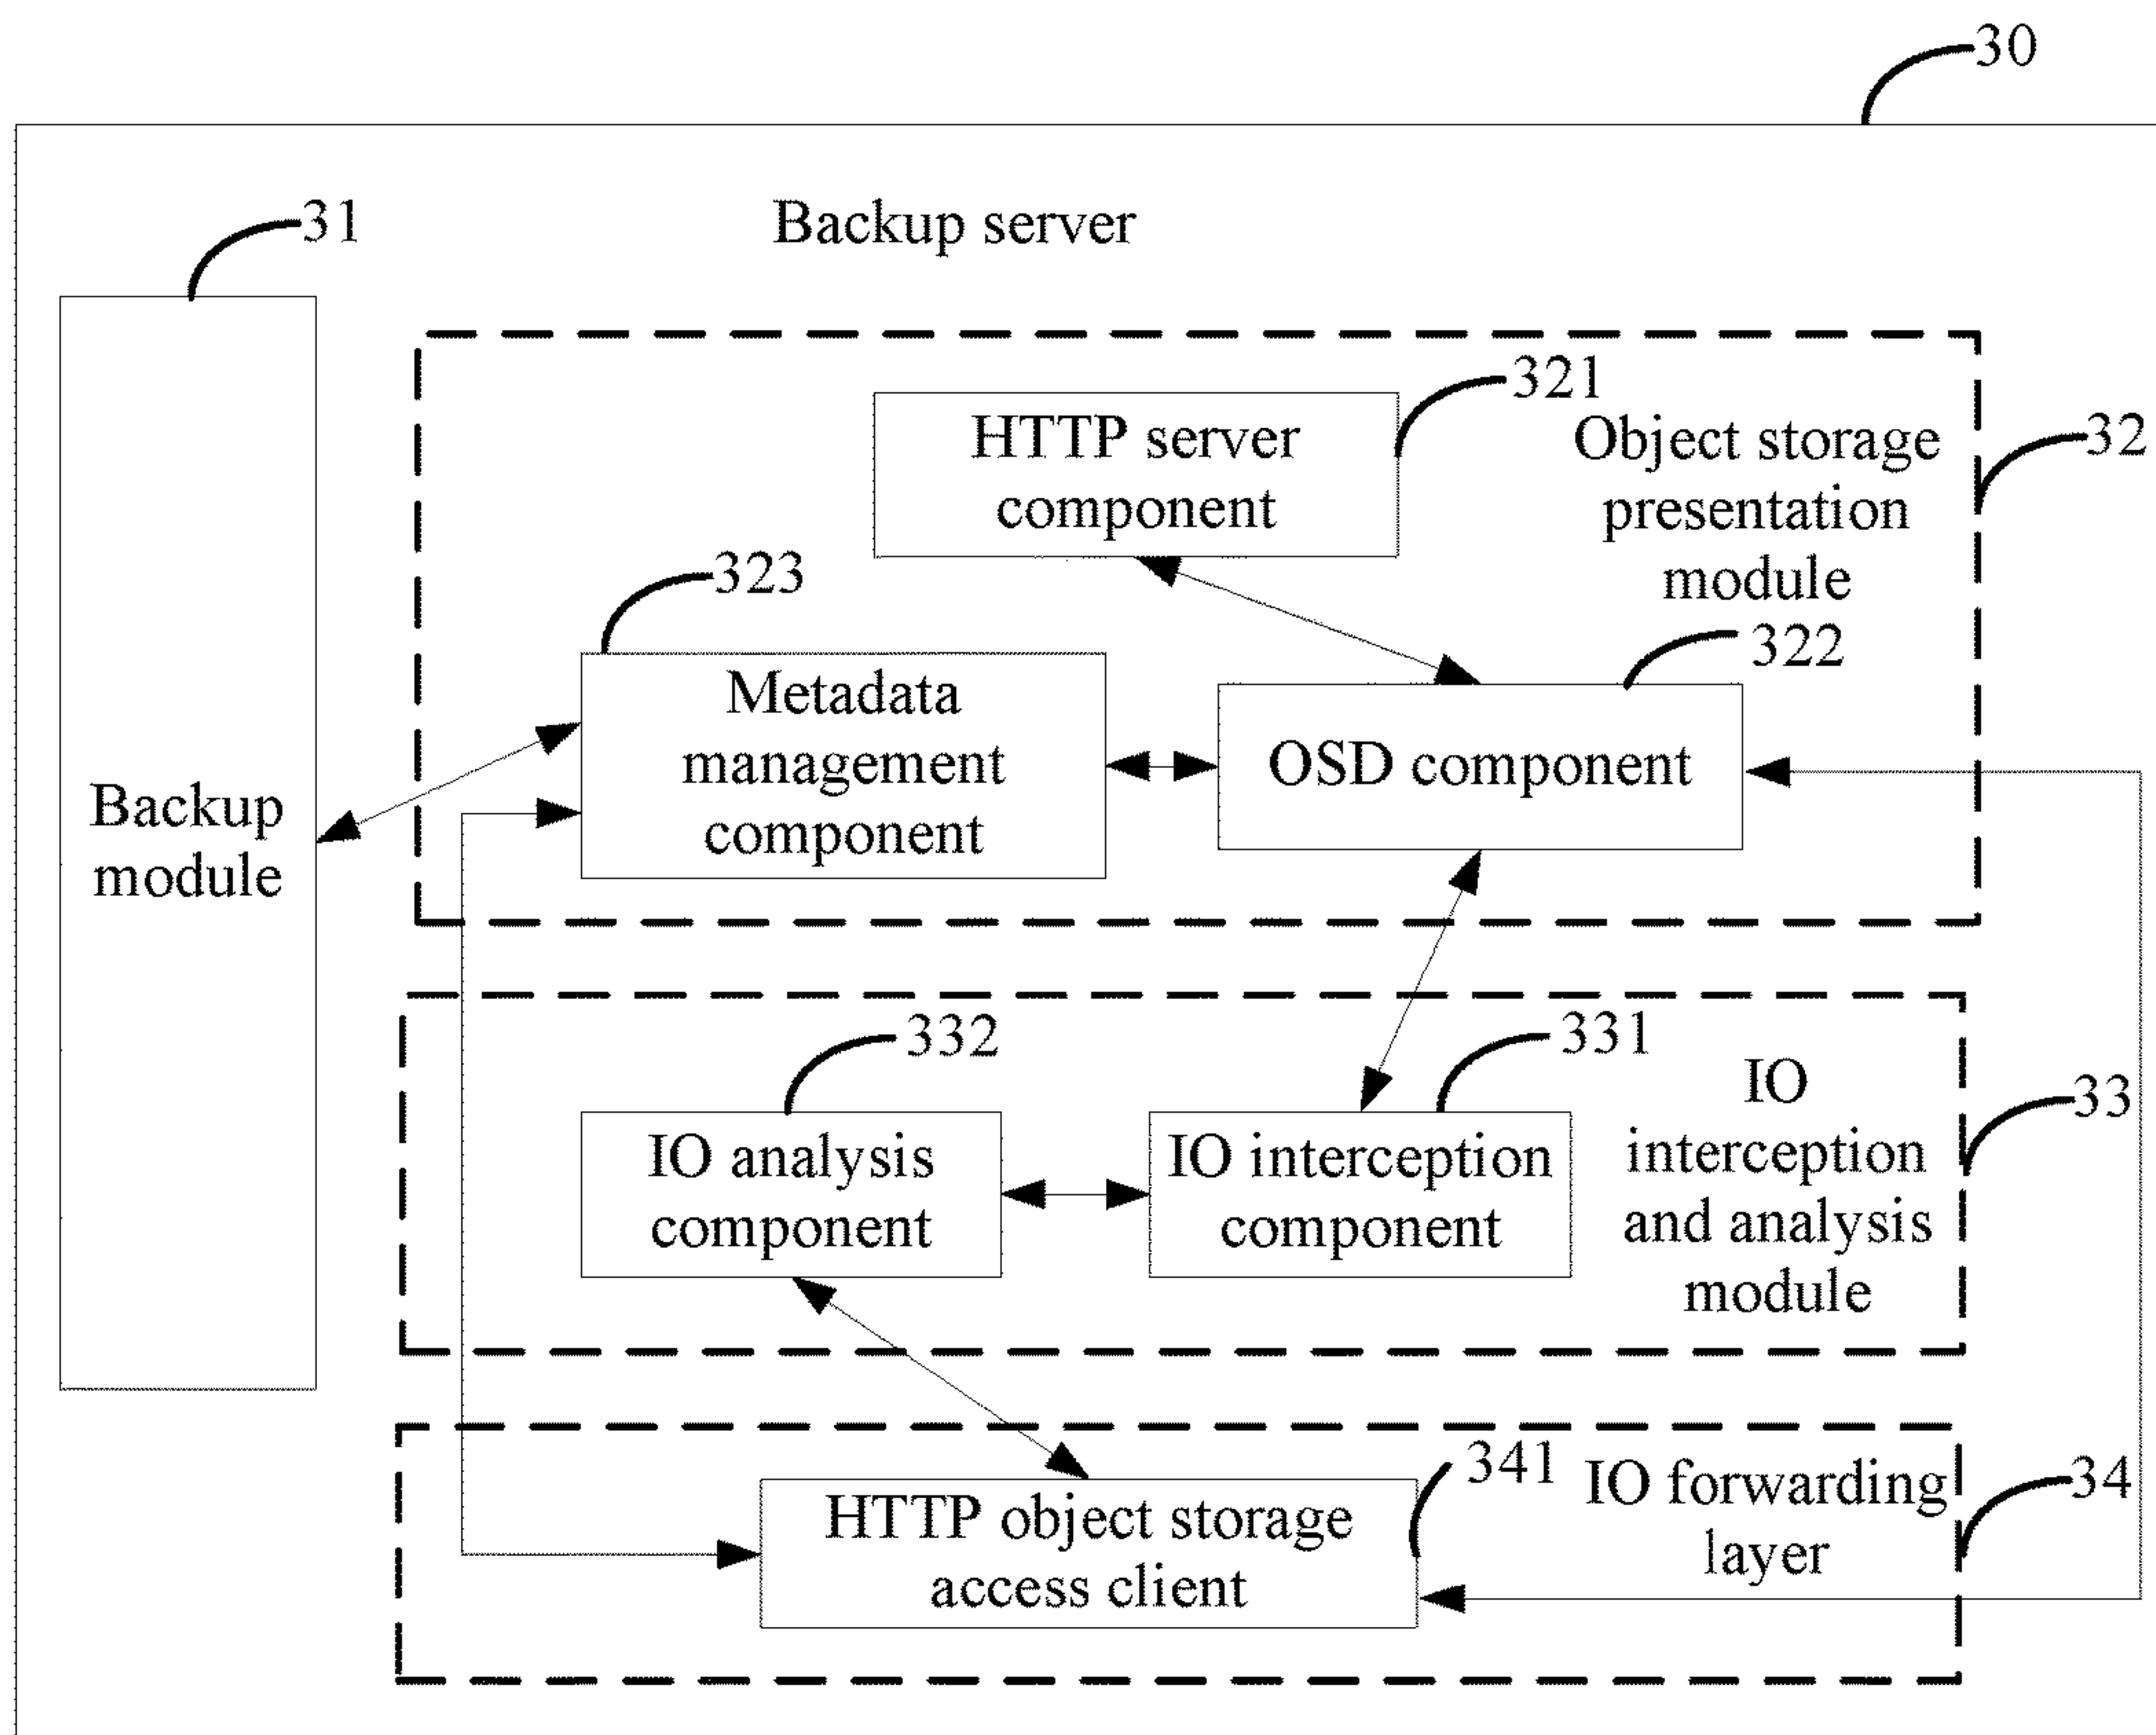 30
Backup server
31
321
HTTP server
component
Object storage
presentation
module
32
323
322
Metadata
management
component
OSD component
Backup
module
332
331
IO
interception
and analysis
module
33
IO analysis
component
IO interception
component
341
IO forwarding
layer
34
HTTP object storage
access client